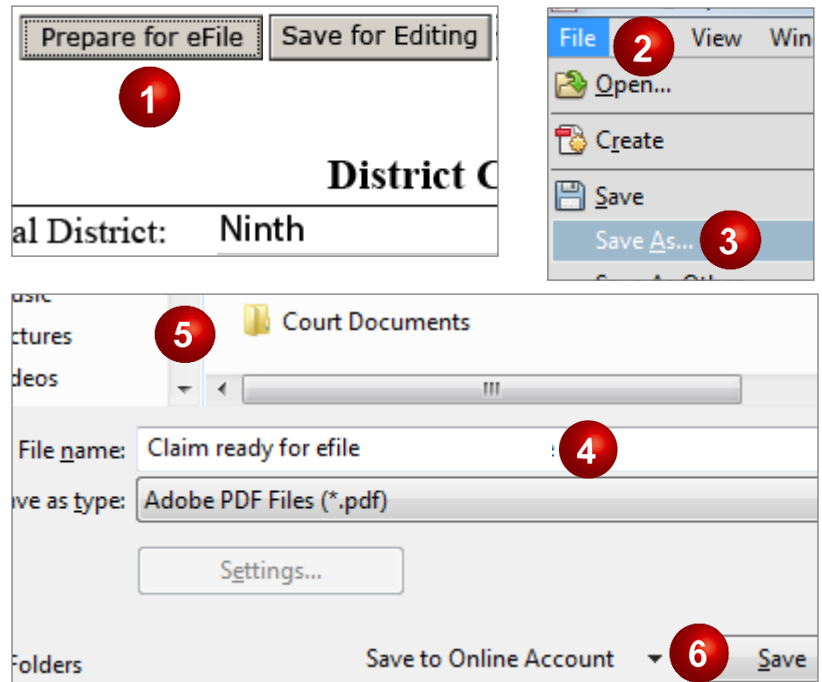 Prepare for eFile Save for Editing
1
District C
al District: Ninth
File 2 View Win
Open...
Create
Save
Save As... 3
usic
ctures
deos
5 Court Documents
File name: Claim ready for efile 4
ve as type: Adobe PDF Files (*.pdf)
Settings...
Folders Save to Online Account 6 Save